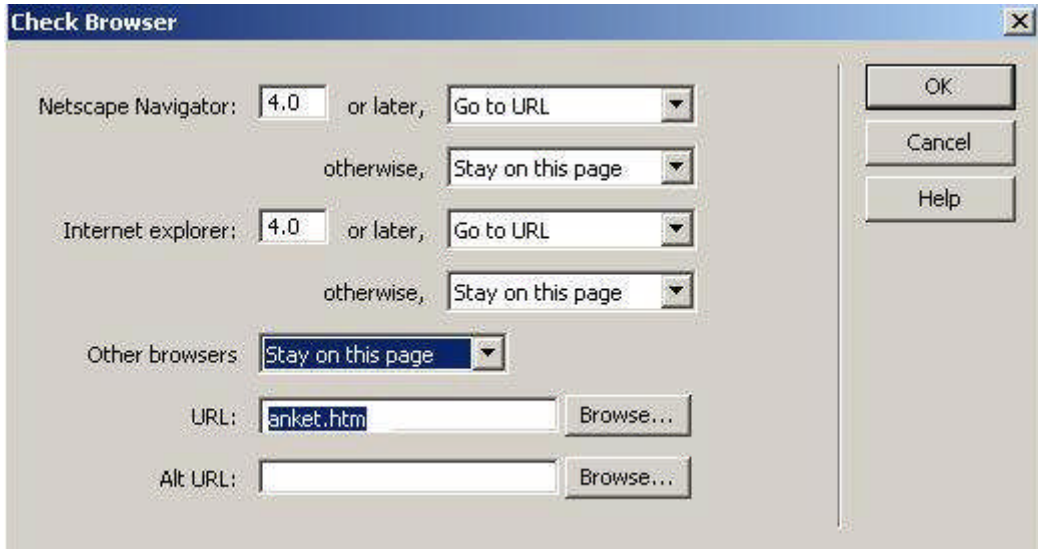 Check Browser
Netscape Navigator: 4.0 or later, Go to URL
OK
otherwise, Stay on this page
Cancel
Internet explorer: 4.0 or later, Go to URL
Help
otherwise, Stay on this page
Other browsers Stay on this page
URL: anket.htm Browse...
Alt URL: Browse...